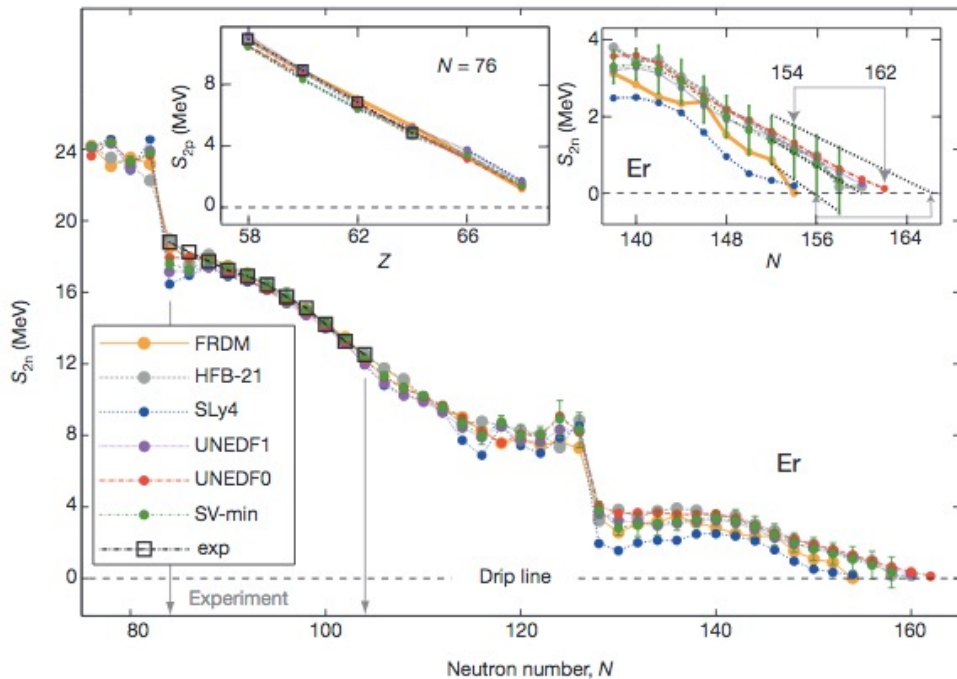 S2p (MeV)
8
4
0
58
62
66
Z
N = 76
S2n (MeV)
4
2
0
140
148
156
164
N
154
162
Er
S2n (MeV)
24
20
16
12
8
4
0
FRDM
HFB-21
SLy4
UNEDF1
UNEDF0
SV-min
exp
Er
Drip line
Experiment
80
100
120
140
160
Neutron number, N